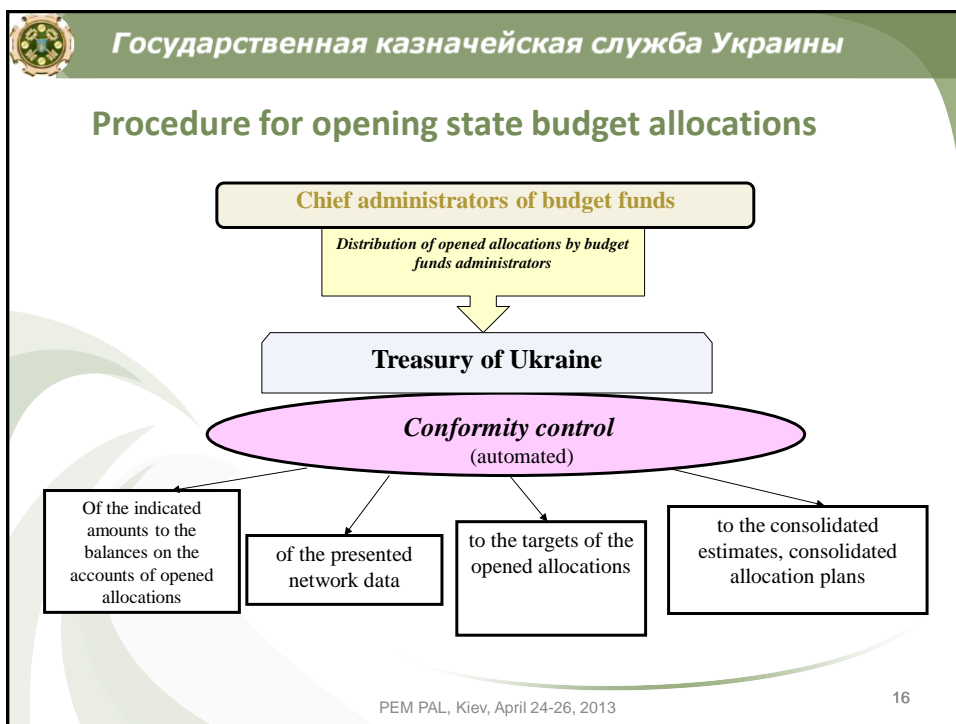 Государственная казначейская служба Украины
Procedure for opening state budget allocations
Chief administrators of budget funds
Distribution of opened allocations by budget
funds administrators
Treasury of Ukraine
Conformity control
(automated)
Of the indicated
amounts to the
balances on the
accounts of opened
allocations
of the presented
network data
to the targets of the
opened allocations
to the consolidated
estimates, consolidated
allocation plans
PEM PAL, Kiev, April 24-26, 2013
16